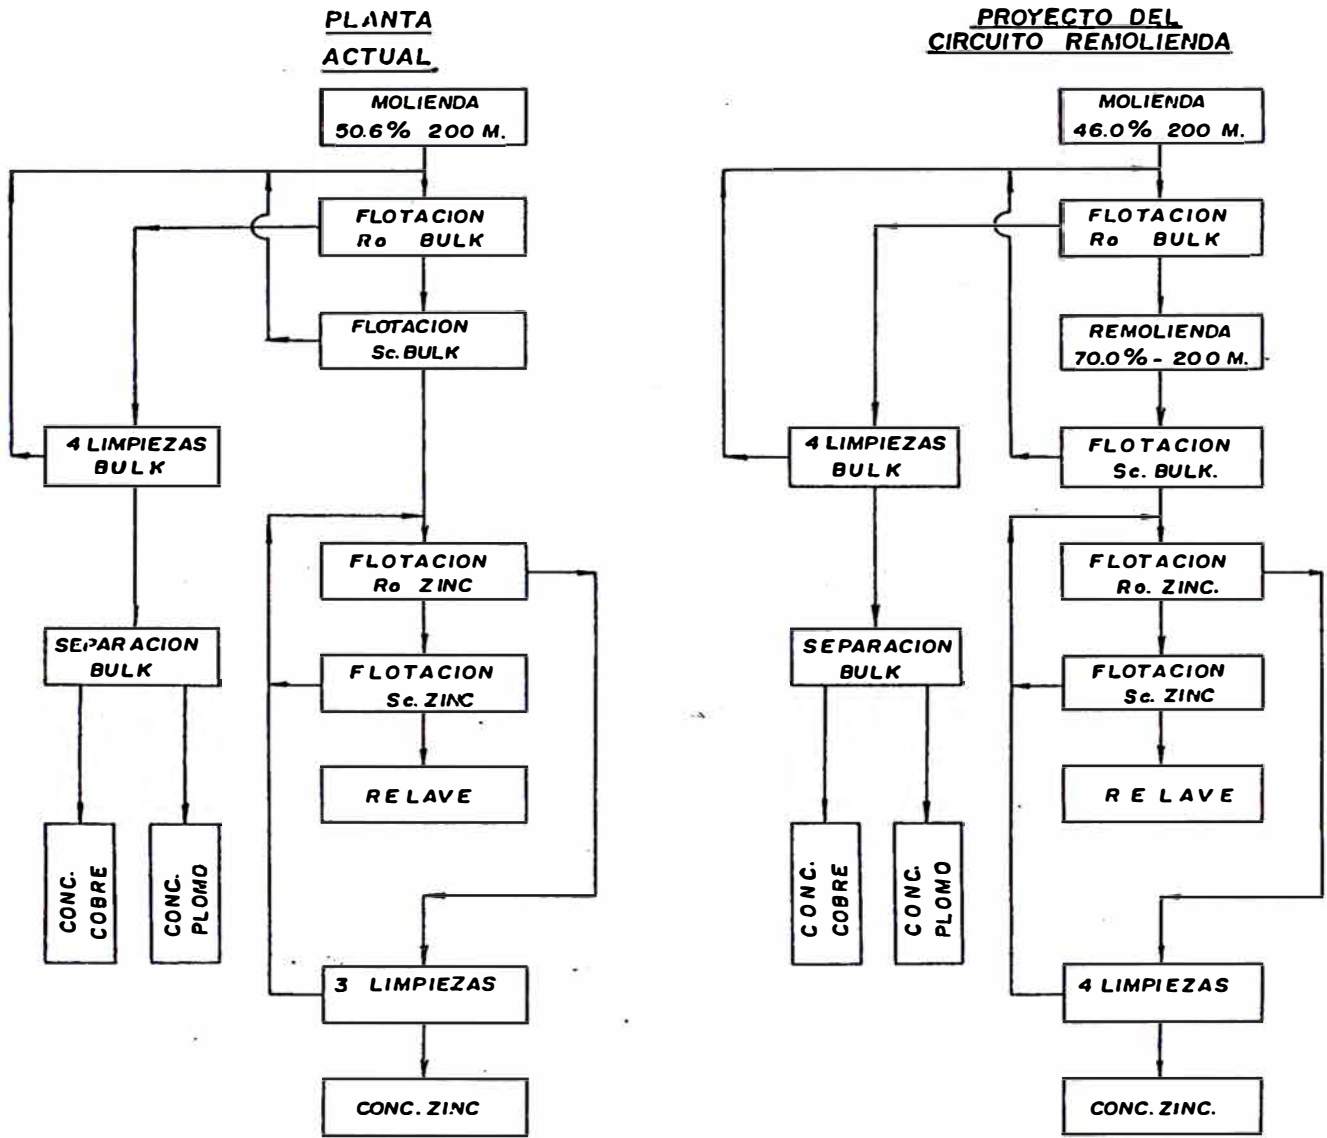 PLANTA
ACTUAL
MOLIENDA
50.6% 200 M.
FLOTACION
Ro BULK
FLOTACION
Sc. BULK
4 LIMPIEZAS
BULK
FLOTACION
Ro ZINC
SEPARACION
BULK
FLOTACION
Sc. ZINC
RELAVE
CONC.
COBRE
CONC.
PLOMO
3 LIMPIEZAS
CONC. ZINC
PROYECTO DEL
CIRCUITO REMOLIENDA
MOLIENDA
46.0% 200 M.
FLOTACION
Ro BULK
REMOLIENDA
70.0% - 200 M.
4 LIMPIEZAS
BULK
FLOTACION
Sc. BULK.
FLOTACION
Ro. ZINC.
SEPARACION
BULK
FLOTACION
Sc. ZINC
RELAVE
CONC.
COBRE
CONC.
PLOMO
4 LIMPIEZAS
CONC. ZINC.